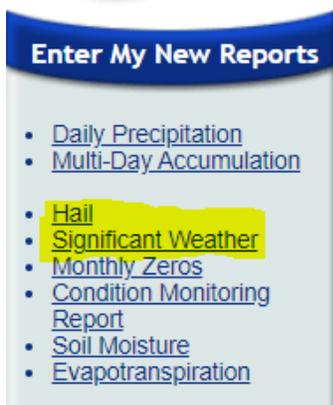 Enter My New Reports
Daily Precipitation
Multi-Day Accumulation
Hail
Significant Weather
Monthly Zeros
Condition Monitoring
Report
Soil Moisture
Evapotranspiration